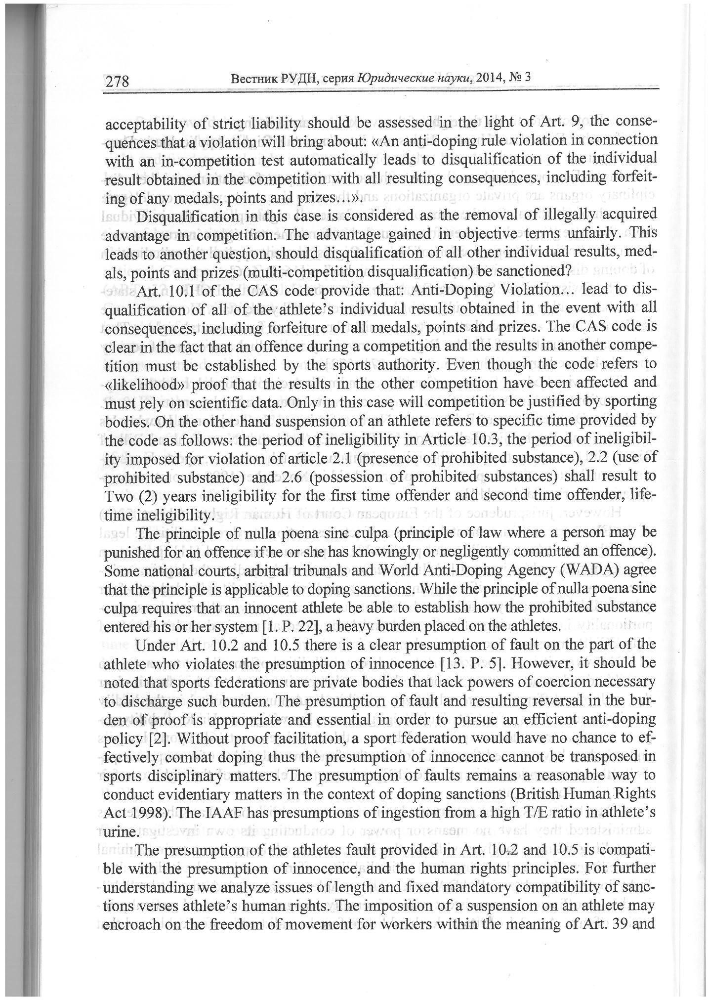 278
Вестник РУДН, серия Юридические науки, 2014, № 3
acceptability of strict liability should be assessed in the light of Art. 9, the conse-
quences that a violation will bring about: «An anti-doping rule violation in connection
with an in-competition test automatically leads to disqualification of the individual
result obtained in the competition with all resulting consequences, including forfeit-
ing of any medals, points and prizes…».
Disqualification in this case is considered as the removal of illegally acquired
advantage in competition. The advantage gained in objective terms unfairly. This
leads to another question, should disqualification of all other individual results, med-
als, points and prizes (multi-competition disqualification) be sanctioned?
Art. 10.1 of the CAS code provide that: Anti-Doping Violation… lead to dis-
qualification of all of the athlete's individual results obtained in the event with all
consequences, including forfeiture of all medals, points and prizes. The CAS code is
clear in the fact that an offence during a competition and the results in another compe-
tition must be established by the sports authority. Even though the code refers to
«likelihood» proof that the results in the other competition have been affected and
must rely on scientific data. Only in this case will competition be justified by sporting
bodies. On the other hand suspension of an athlete refers to specific time provided by
the code as follows: the period of ineligibility in Article 10.3, the period of ineligibil-
ity imposed for violation of article 2.1 (presence of prohibited substance), 2.2 (use of
prohibited substance) and 2.6 (possession of prohibited substances) shall result to
Two (2) years ineligibility for the first time offender and second time offender, life-
time ineligibility.
The principle of nulla poena sine culpa (principle of law where a person may be
punished for an offence if he or she has knowingly or negligently committed an offence).
Some national courts, arbitral tribunals and World Anti-Doping Agency (WADA) agree
that the principle is applicable to doping sanctions. While the principle of nulla poena sine
culpa requires that an innocent athlete be able to establish how the prohibited substance
entered his or her system [1. P. 22], a heavy burden placed on the athletes.
Under Art. 10.2 and 10.5 there is a clear presumption of fault on the part of the
athlete who violates the presumption of innocence [13. P. 5]. However, it should be
noted that sports federations are private bodies that lack powers of coercion necessary
to discharge such burden. The presumption of fault and resulting reversal in the bur-
den of proof is appropriate and essential in order to pursue an efficient anti-doping
policy [2]. Without proof facilitation, a sport federation would have no chance to ef-
fectively combat doping thus the presumption of innocence cannot be transposed in
sports disciplinary matters. The presumption of faults remains a reasonable way to
conduct evidentiary matters in the context of doping sanctions (British Human Rights
Act 1998). The IAAF has presumptions of ingestion from a high T/E ratio in athlete's
urine.
The presumption of the athletes fault provided in Art. 10.2 and 10.5 is compati-
ble with the presumption of innocence, and the human rights principles. For further
understanding we analyze issues of length and fixed mandatory compatibility of sanc-
tions verses athlete's human rights. The imposition of a suspension on an athlete may
encroach on the freedom of movement for workers within the meaning of Art. 39 and